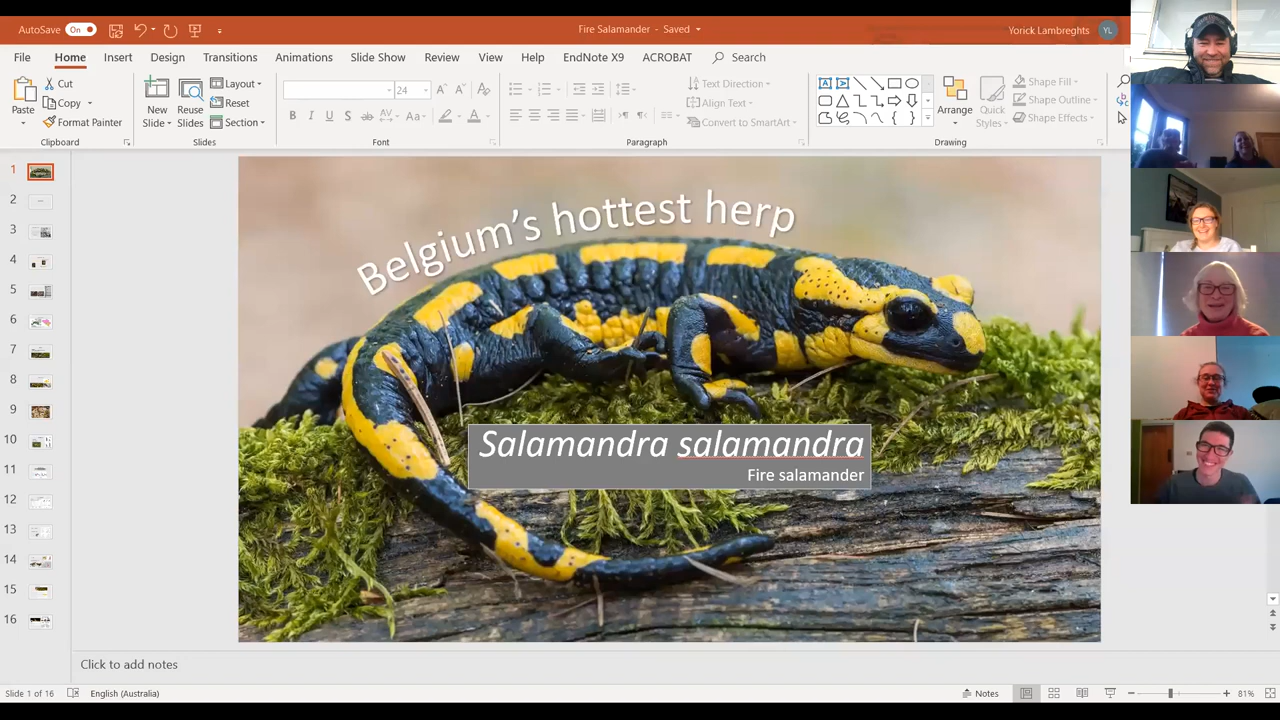 AutoSave On
Fire Salamander - Saved
Yorick Lambreghts YL
File Home Insert Design Transitions Animations Slide Show Review View Help EndNote X9 ACROBAT Search
Paste
Cut
Copy
Format Painter
Clipboard
New Slide
Reuse Slides
Layout
Reset
Section
Slides
24
B I U S ab AV Aa A
Font
Text Direction
Align Text
Convert to SmartArt
Paragraph
Arrange
Quick Styles
Shape Fill
Shape Outline
Shape Effects
Drawing
1
2
3
4
5
6
7
8
9
10
11
12
13
14
15
16
Belgium's hottest herp
Salamandra salamandra
Fire salamander
Click to add notes
Slide 1 of 16 English (Australia) Notes 81%